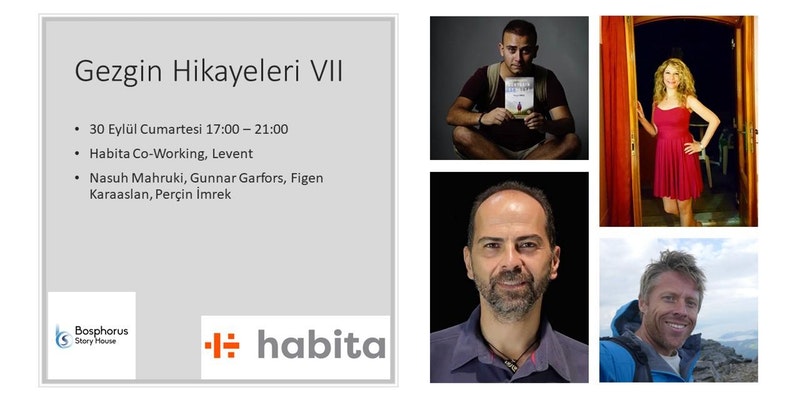 Gezgin Hikayeleri VII
• 30 Eylül Cumartesi 17:00 – 21:00
• Habita Co-Working, Levent
• Nasuh Mahruki, Gunnar Garfors, Figen
Karaaslan, Perçin İmrek
Bosphorus
Story House
habita